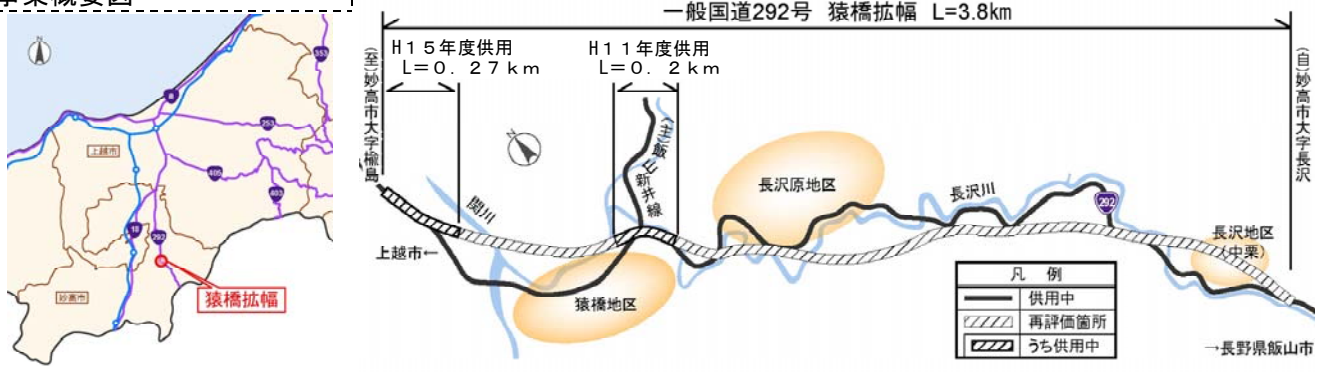 事業概要図
一般国道292号 猿橋拡幅 L=3.8km
H15年度供用
L=0.27km
H11年度供用
L=0.2km
(至)妙高市大字楡島
(自)妙高市大字長沢
N
353
8
253
上越市
405
403
18
292
妙高市
猿橋拡幅
N
(主)飯山新井線
関川
長沢原地区
長沢川
292
長沢地区
(中栗)
上越市←
猿橋地区
凡 例
供用中
再評価箇所
うち供用中
→長野県飯山市